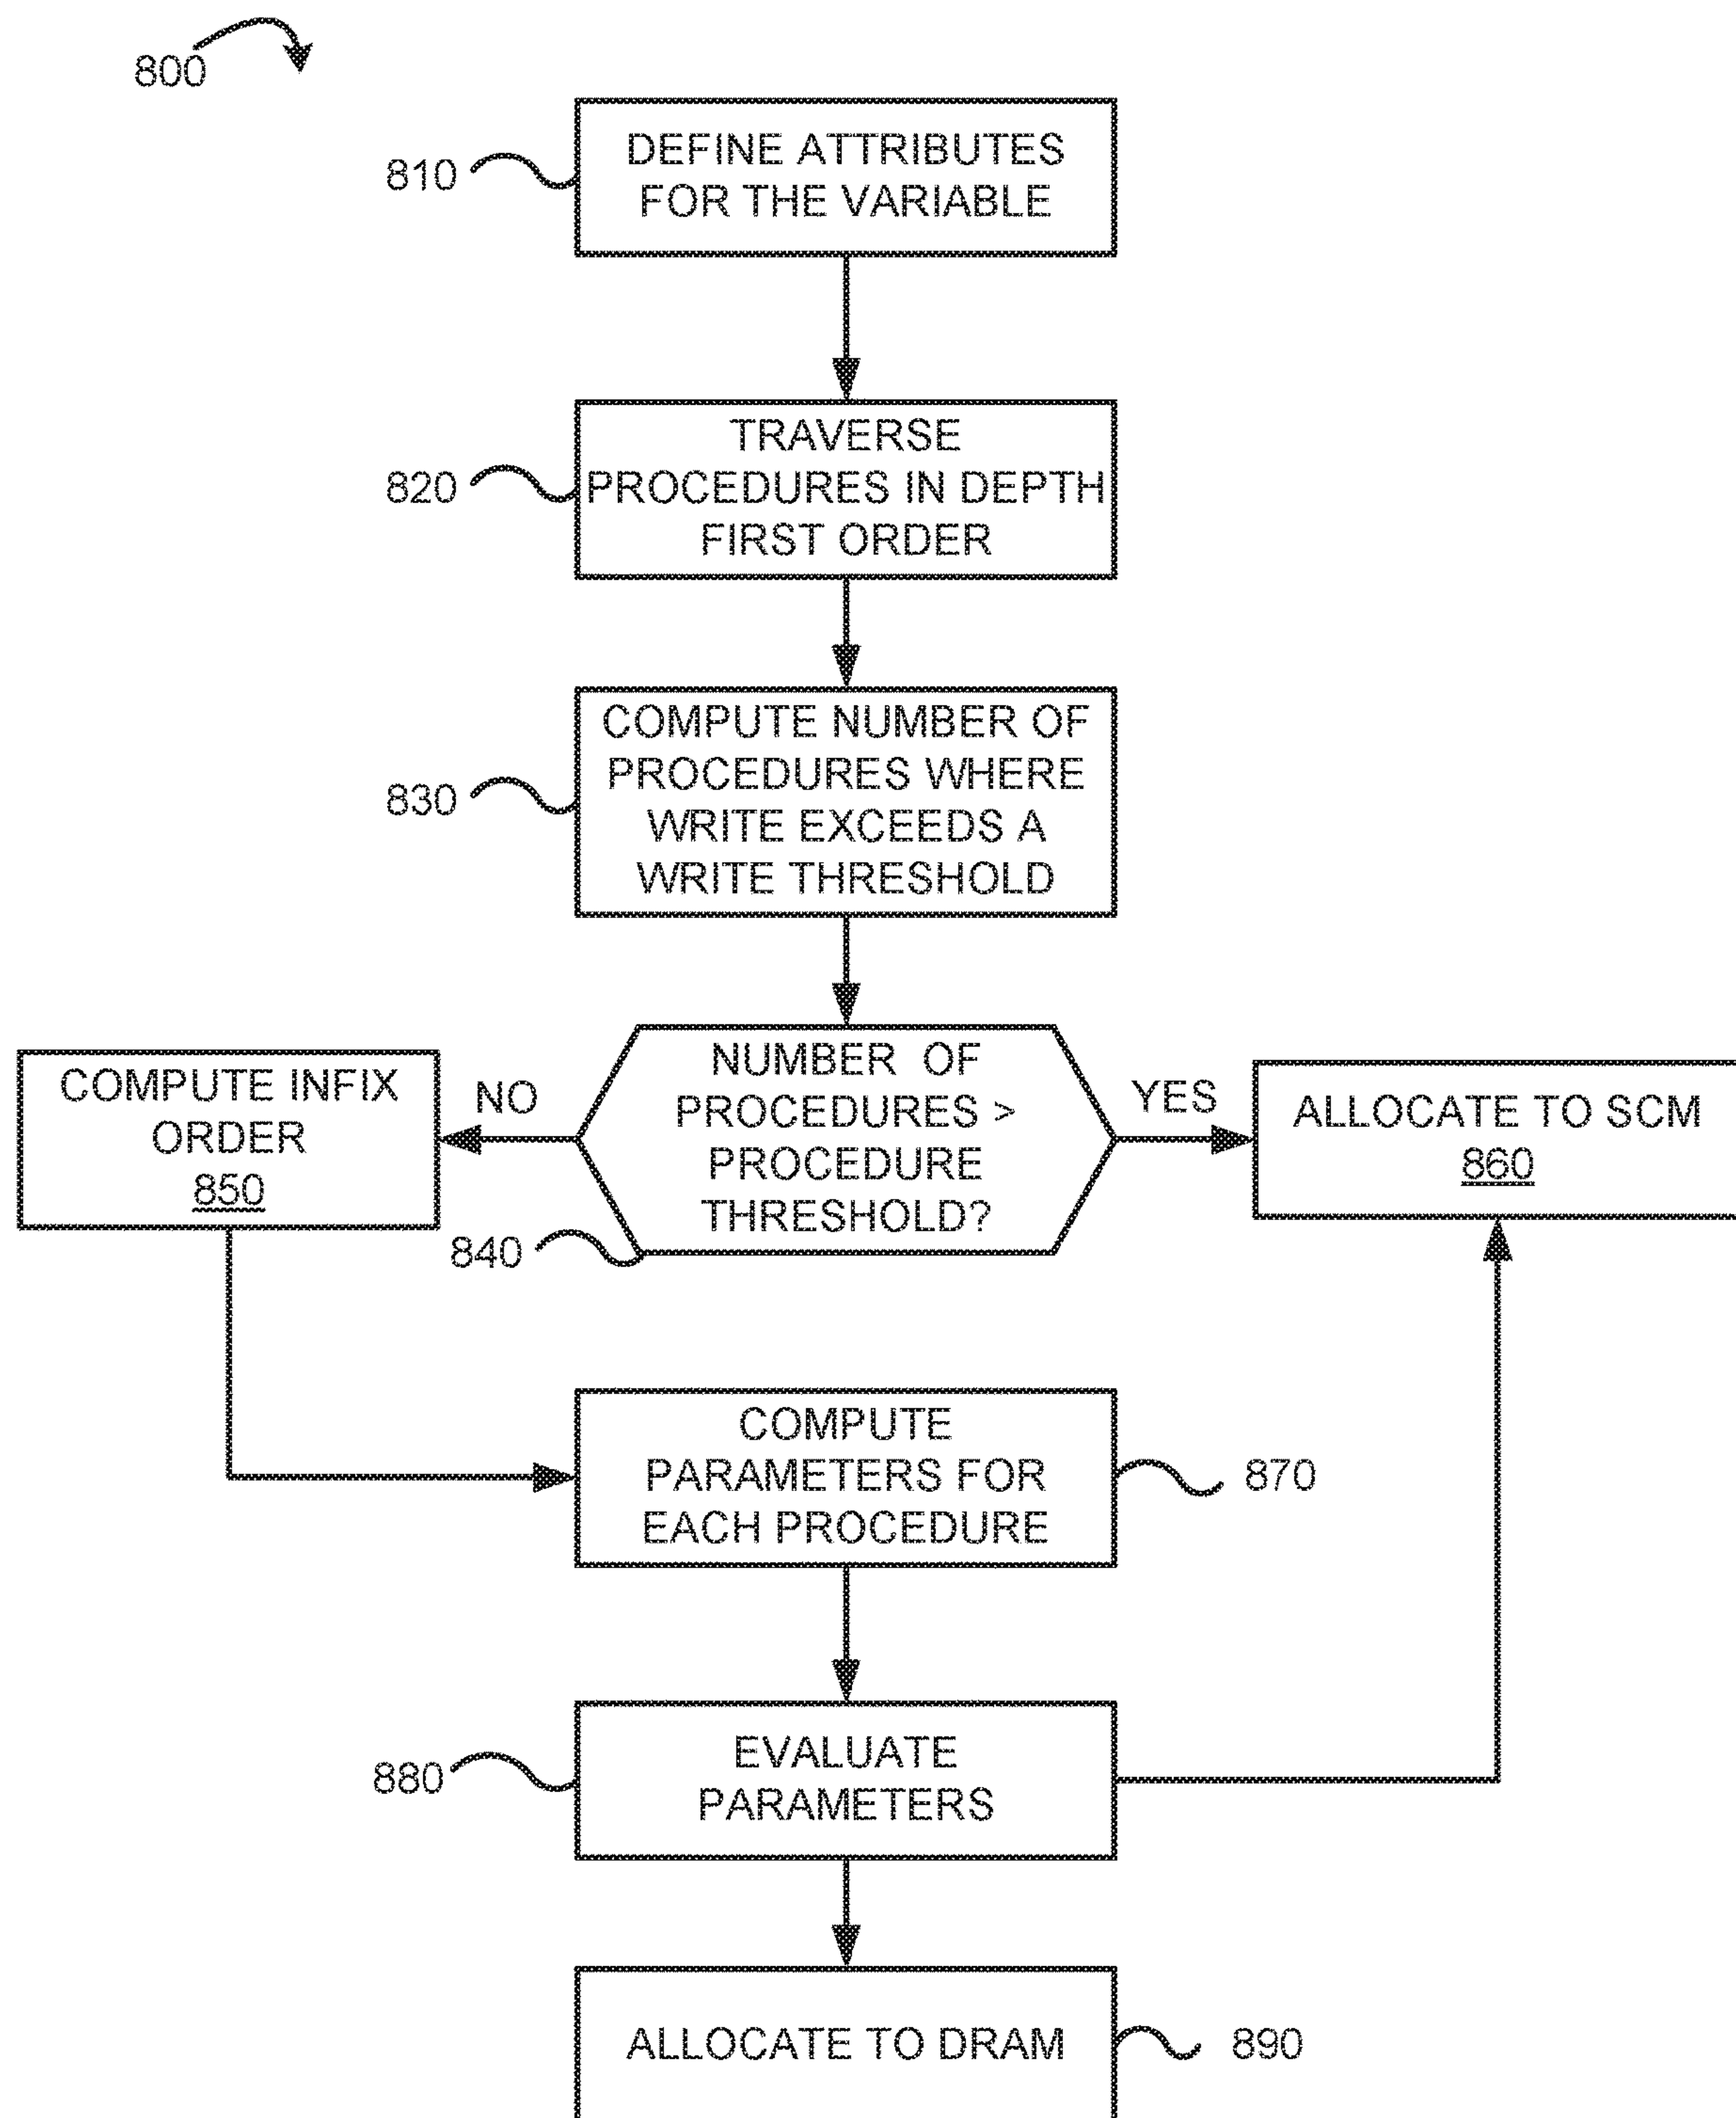 800
810
DEFINE ATTRIBUTES
FOR THE VARIABLE
820
TRAVERSE
PROCEDURES IN DEPTH
FIRST ORDER
830
COMPUTE NUMBER OF
PROCEDURES WHERE
WRITE EXCEEDS A
WRITE THRESHOLD
COMPUTE INFIX
ORDER
850
NO
NUMBER OF
PROCEDURES >
PROCEDURE
THRESHOLD?
840
YES
ALLOCATE TO SCM
860
COMPUTE
PARAMETERS FOR
EACH PROCEDURE
870
880
EVALUATE
PARAMETERS
ALLOCATE TO DRAM
890